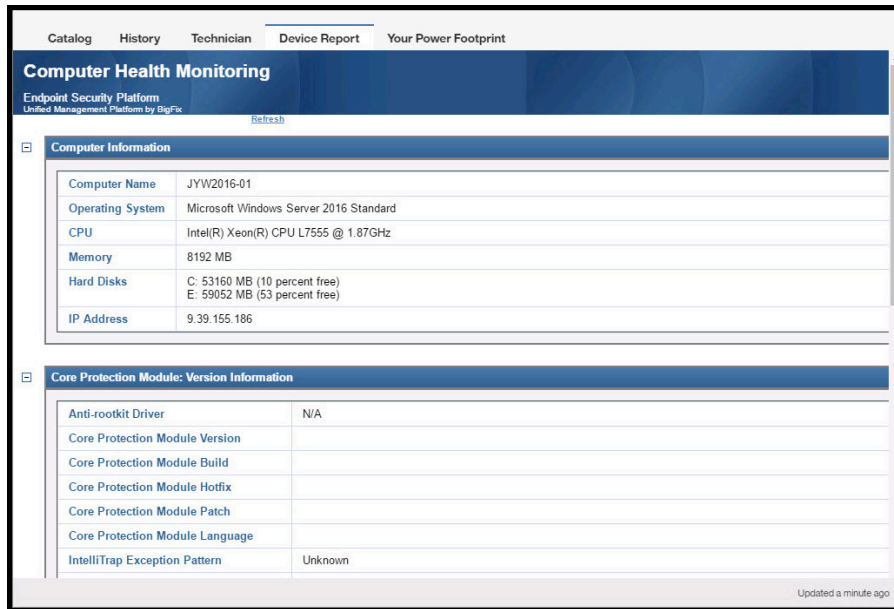 Catalog History Technician Device Report Your Power Footprint
Computer Health Monitoring
Endpoint Security Platform
Unified Management Platform by BigFix
Refresh
Computer Information
Computer Name JYW2016-01
Operating System Microsoft Windows Server 2016 Standard
CPU Intel(R) Xeon(R) CPU L7555 @ 1.87GHz
Memory 8192 MB
Hard Disks C: 53160 MB (10 percent free)
E: 59052 MB (53 percent free)
IP Address 9.39.155.186
Core Protection Module: Version Information
Anti-rootkit Driver N/A
Core Protection Module Version
Core Protection Module Build
Core Protection Module Hotfix
Core Protection Module Patch
Core Protection Module Language
IntelliTrap Exception Pattern Unknown
Updated a minute ago